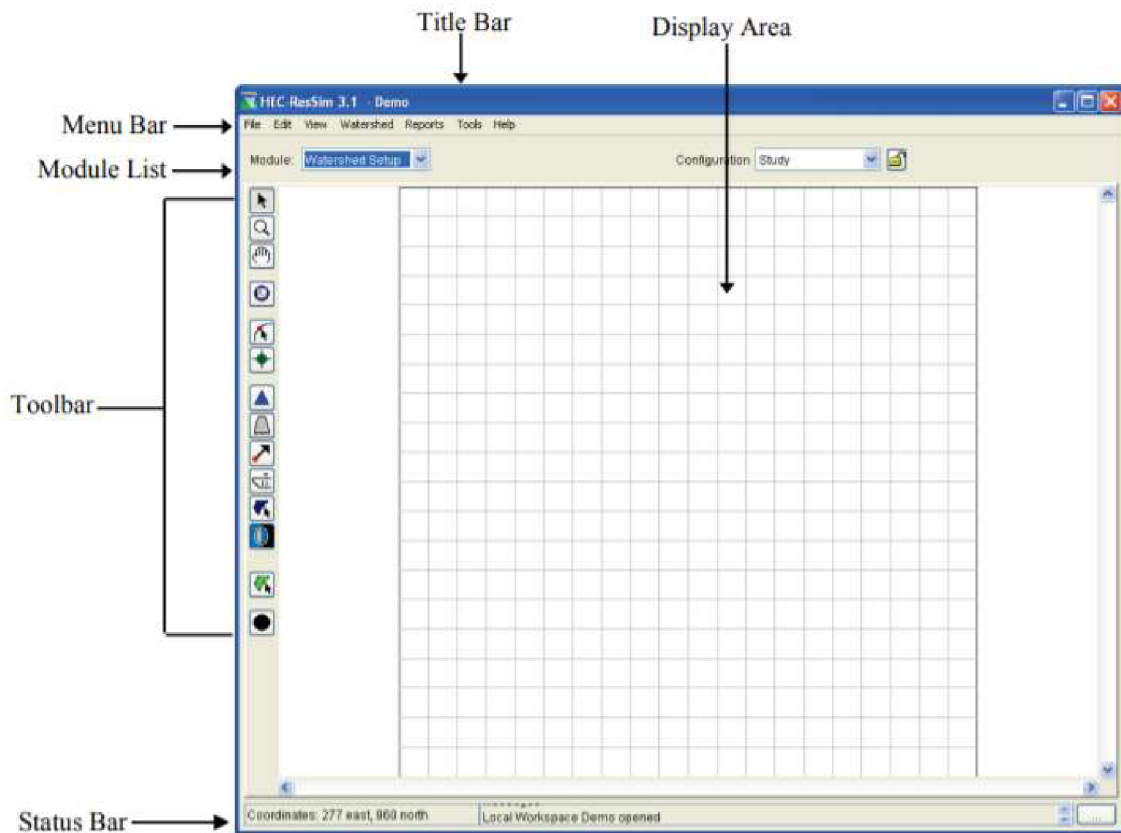 Title Bar
Display Area
HEC-ResSim 3.1 - Demo
Menu Bar
File Edit View Watershed Reports Tools Help
Module List
Module: Watershed Setup
Configuration Study
Toolbar
Status Bar
Coordinates: 277 east, 860 north
Local Workspace Demo opened
...